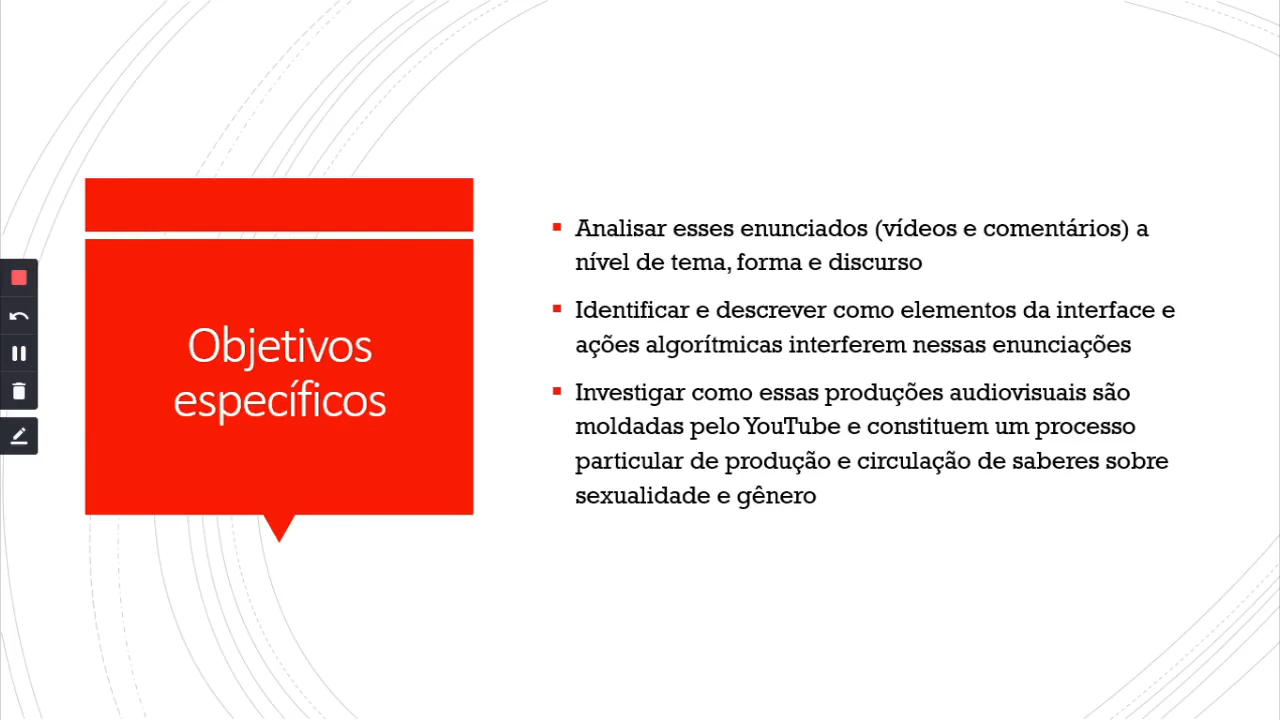 Objetivos
específicos
Analisar esses enunciados (vídeos e comentários) a
nível de tema, forma e discurso
Identificar e descrever como elementos da interface e
ações algorítmicas interferem nessas enunciações
Investigar como essas produções audiovisuais são
moldadas pelo YouTube e constituem um processo
particular de produção e circulação de saberes sobre
sexualidade e gênero